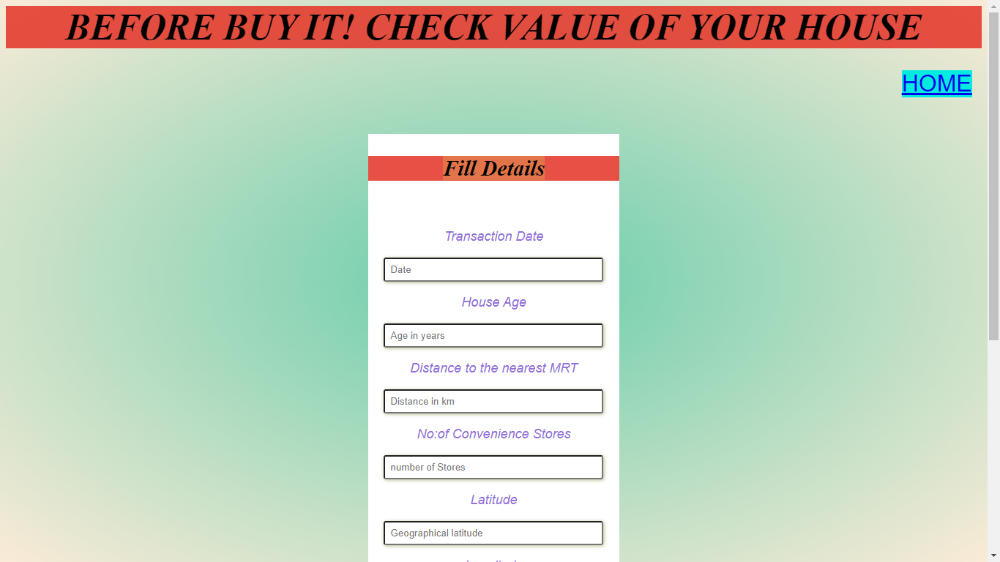 BEFORE BUY IT! CHECK VALUE OF YOUR HOUSE
HOME
Fill Details
Transaction Date
Date
House Age
Age in years
Distance to the nearest MRT
Distance in km
No:of Convenience Stores
number of Stores
Latitude
Geographical latitude